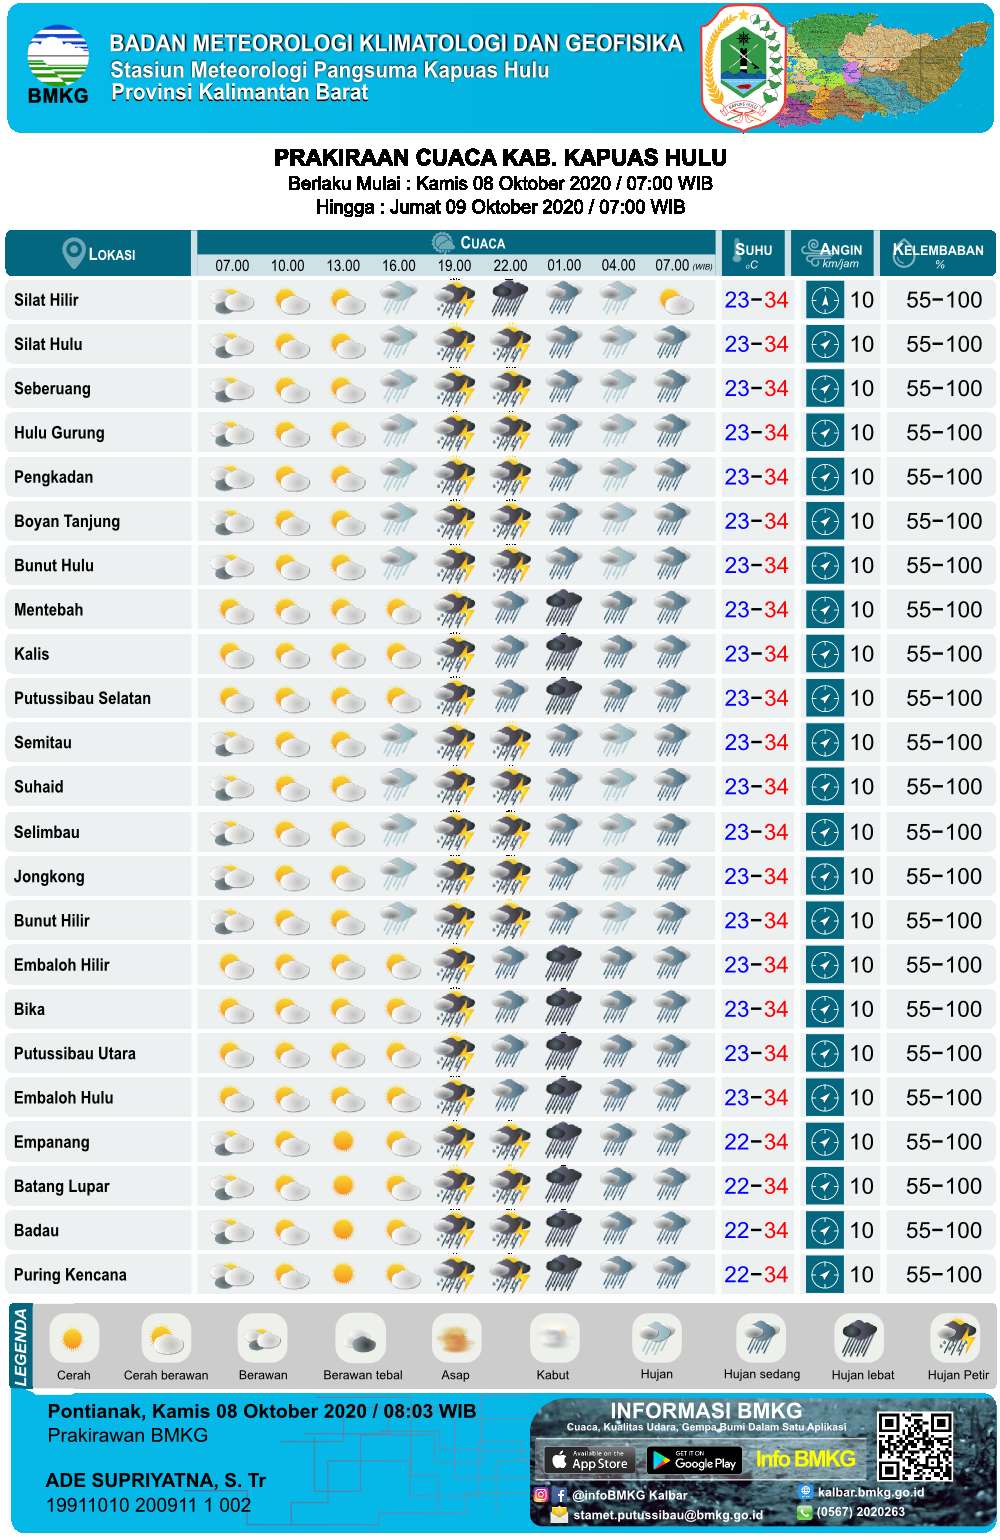 BMKG
BADAN METEOROLOGI KLIMATOLOGI DAN GEOFISIKA
Stasiun Meteorologi Pangsuma Kapuas Hulu
Provinsi Kalimantan Barat
KAPUAS HULU
PRAKIRAAN CUACA KAB. KAPUAS HULU
Berlaku Mulai : Kamis 08 Oktober 2020 / 07:00 WIB
Hingga : Jumat 09 Oktober 2020 / 07:00 WIB
LOKASI CUACA SUHU ANGIN KELEMBABAN
07.00 10.00 13.00 16.00 19.00 22.00 01.00 04.00 07.00 (WIB) °C km/jam %
Silat Hilir 23-34 10 55-100
Silat Hulu 23-34 10 55-100
Seberuang 23-34 10 55-100
Hulu Gurung 23-34 10 55-100
Pengkadan 23-34 10 55-100
Boyan Tanjung 23-34 10 55-100
Bunut Hulu 23-34 10 55-100
Mentebah 23-34 10 55-100
Kalis 23-34 10 55-100
Putussibau Selatan 23-34 10 55-100
Semitau 23-34 10 55-100
Suhaid 23-34 10 55-100
Selimbau 23-34 10 55-100
Jongkong 23-34 10 55-100
Bunut Hilir 23-34 10 55-100
Embaloh Hilir 23-34 10 55-100
Bika 23-34 10 55-100
Putussibau Utara 23-34 10 55-100
Embaloh Hulu 23-34 10 55-100
Empanang 22-34 10 55-100
Batang Lupar 22-34 10 55-100
Badau 22-34 10 55-100
Puring Kencana 22-34 10 55-100
LEGENDA
Cerah Cerah berawan Berawan Berawan tebal Asap Kabut Hujan Hujan sedang Hujan lebat Hujan Petir
Pontianak, Kamis 08 Oktober 2020 / 08:03 WIB
Prakirawan BMKG
ADE SUPRIYATNA, S. Tr
19911010 200911 1 002
INFORMASI BMKG
Cuaca, Kualitas Udara, Gempa Bumi Dalam Satu Aplikasi
Available on the App Store
GET IT ON Google Play
Info BMKG
@infoBMKG Kalbar
kalbar.bmkg.go.id
stamet.putussibau@bmkg.go.id
(0567) 2020263